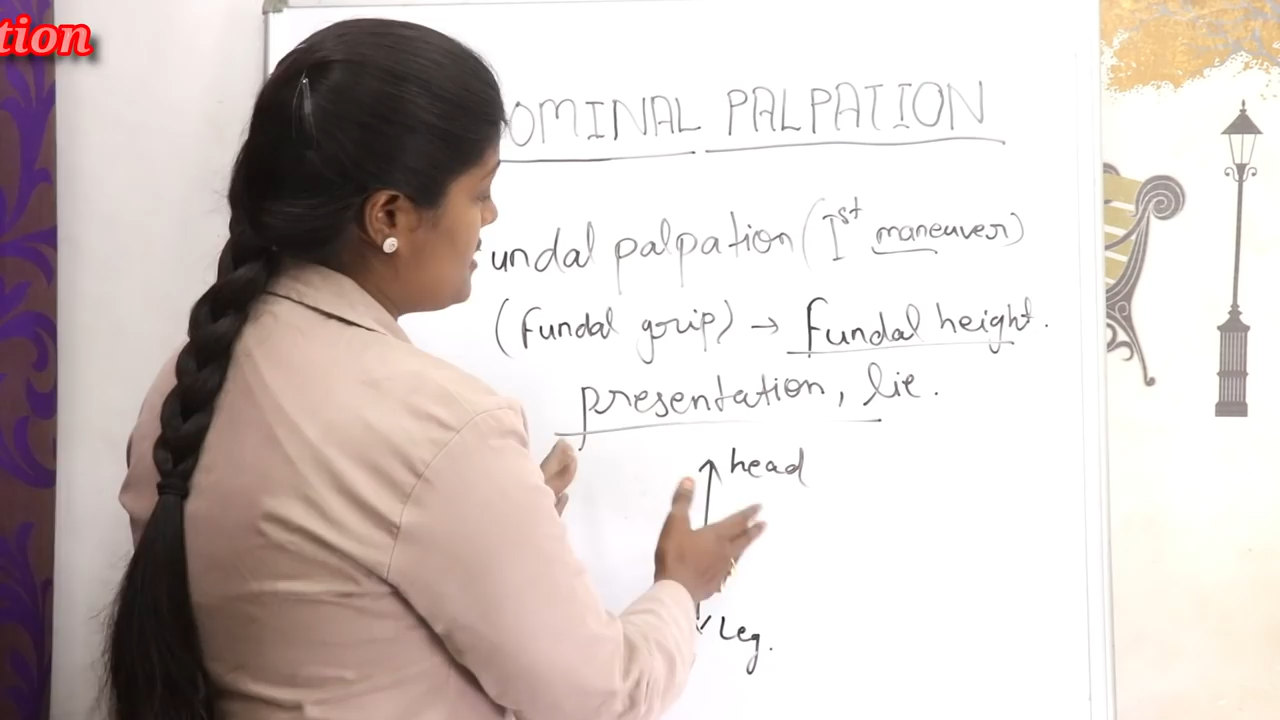 tion
OMINAL PALPATION
undal palpation (Ist maneuver)
(Fundal grip) → Fundal height.
presentation, lie.
head
Leg.